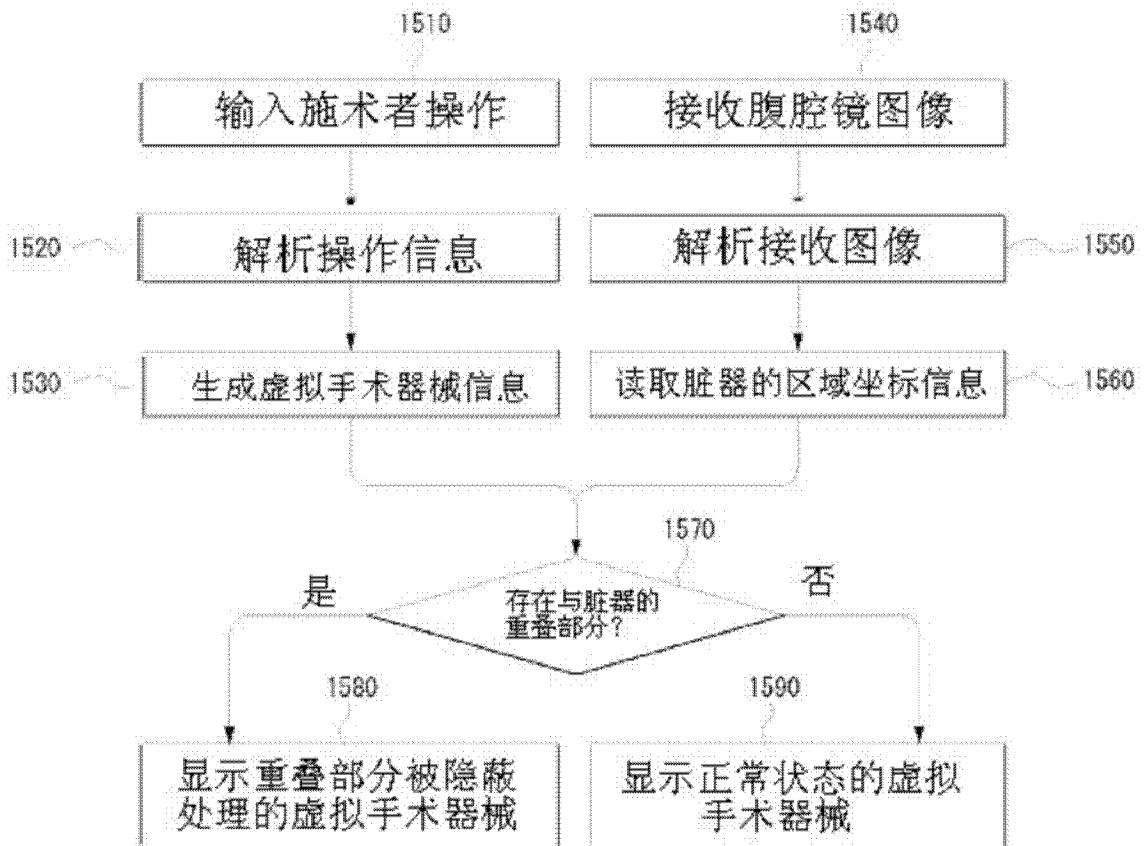 1510
1540
输入施术者操作
接收腹腔镜图像
1520
解析操作信息
解析接收图像
1550
1530
生成虚拟手术器械信息
读取脏器的区域坐标信息
1560
1570
是
存在与脏器的
重叠部分?
否
1580
1590
显示重叠部分被隐蔽
处理的虚拟手术器械
显示正常状态的虚拟
手术器械